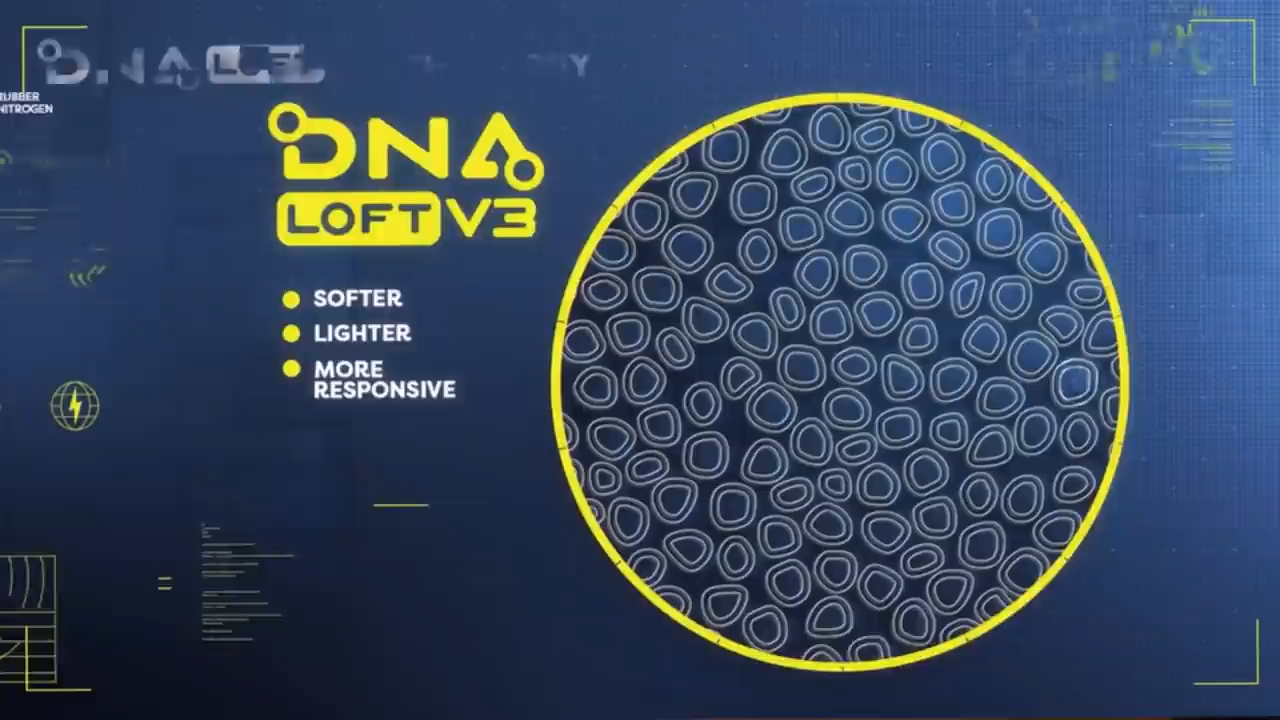 RUBBER
NITROGEN
DNA
LOFT V3
SOFTER
LIGHTER
MORE
RESPONSIVE